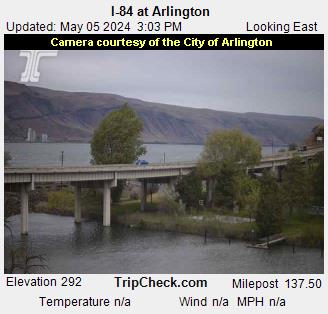 I-84 at Arlington
Updated: May 05 2024 3:03 PM Looking East
Camera courtesy of the City of Arlington
Elevation 292 TripCheck.com Milepost 137.50
Temperature n/a Wind n/a MPH n/a